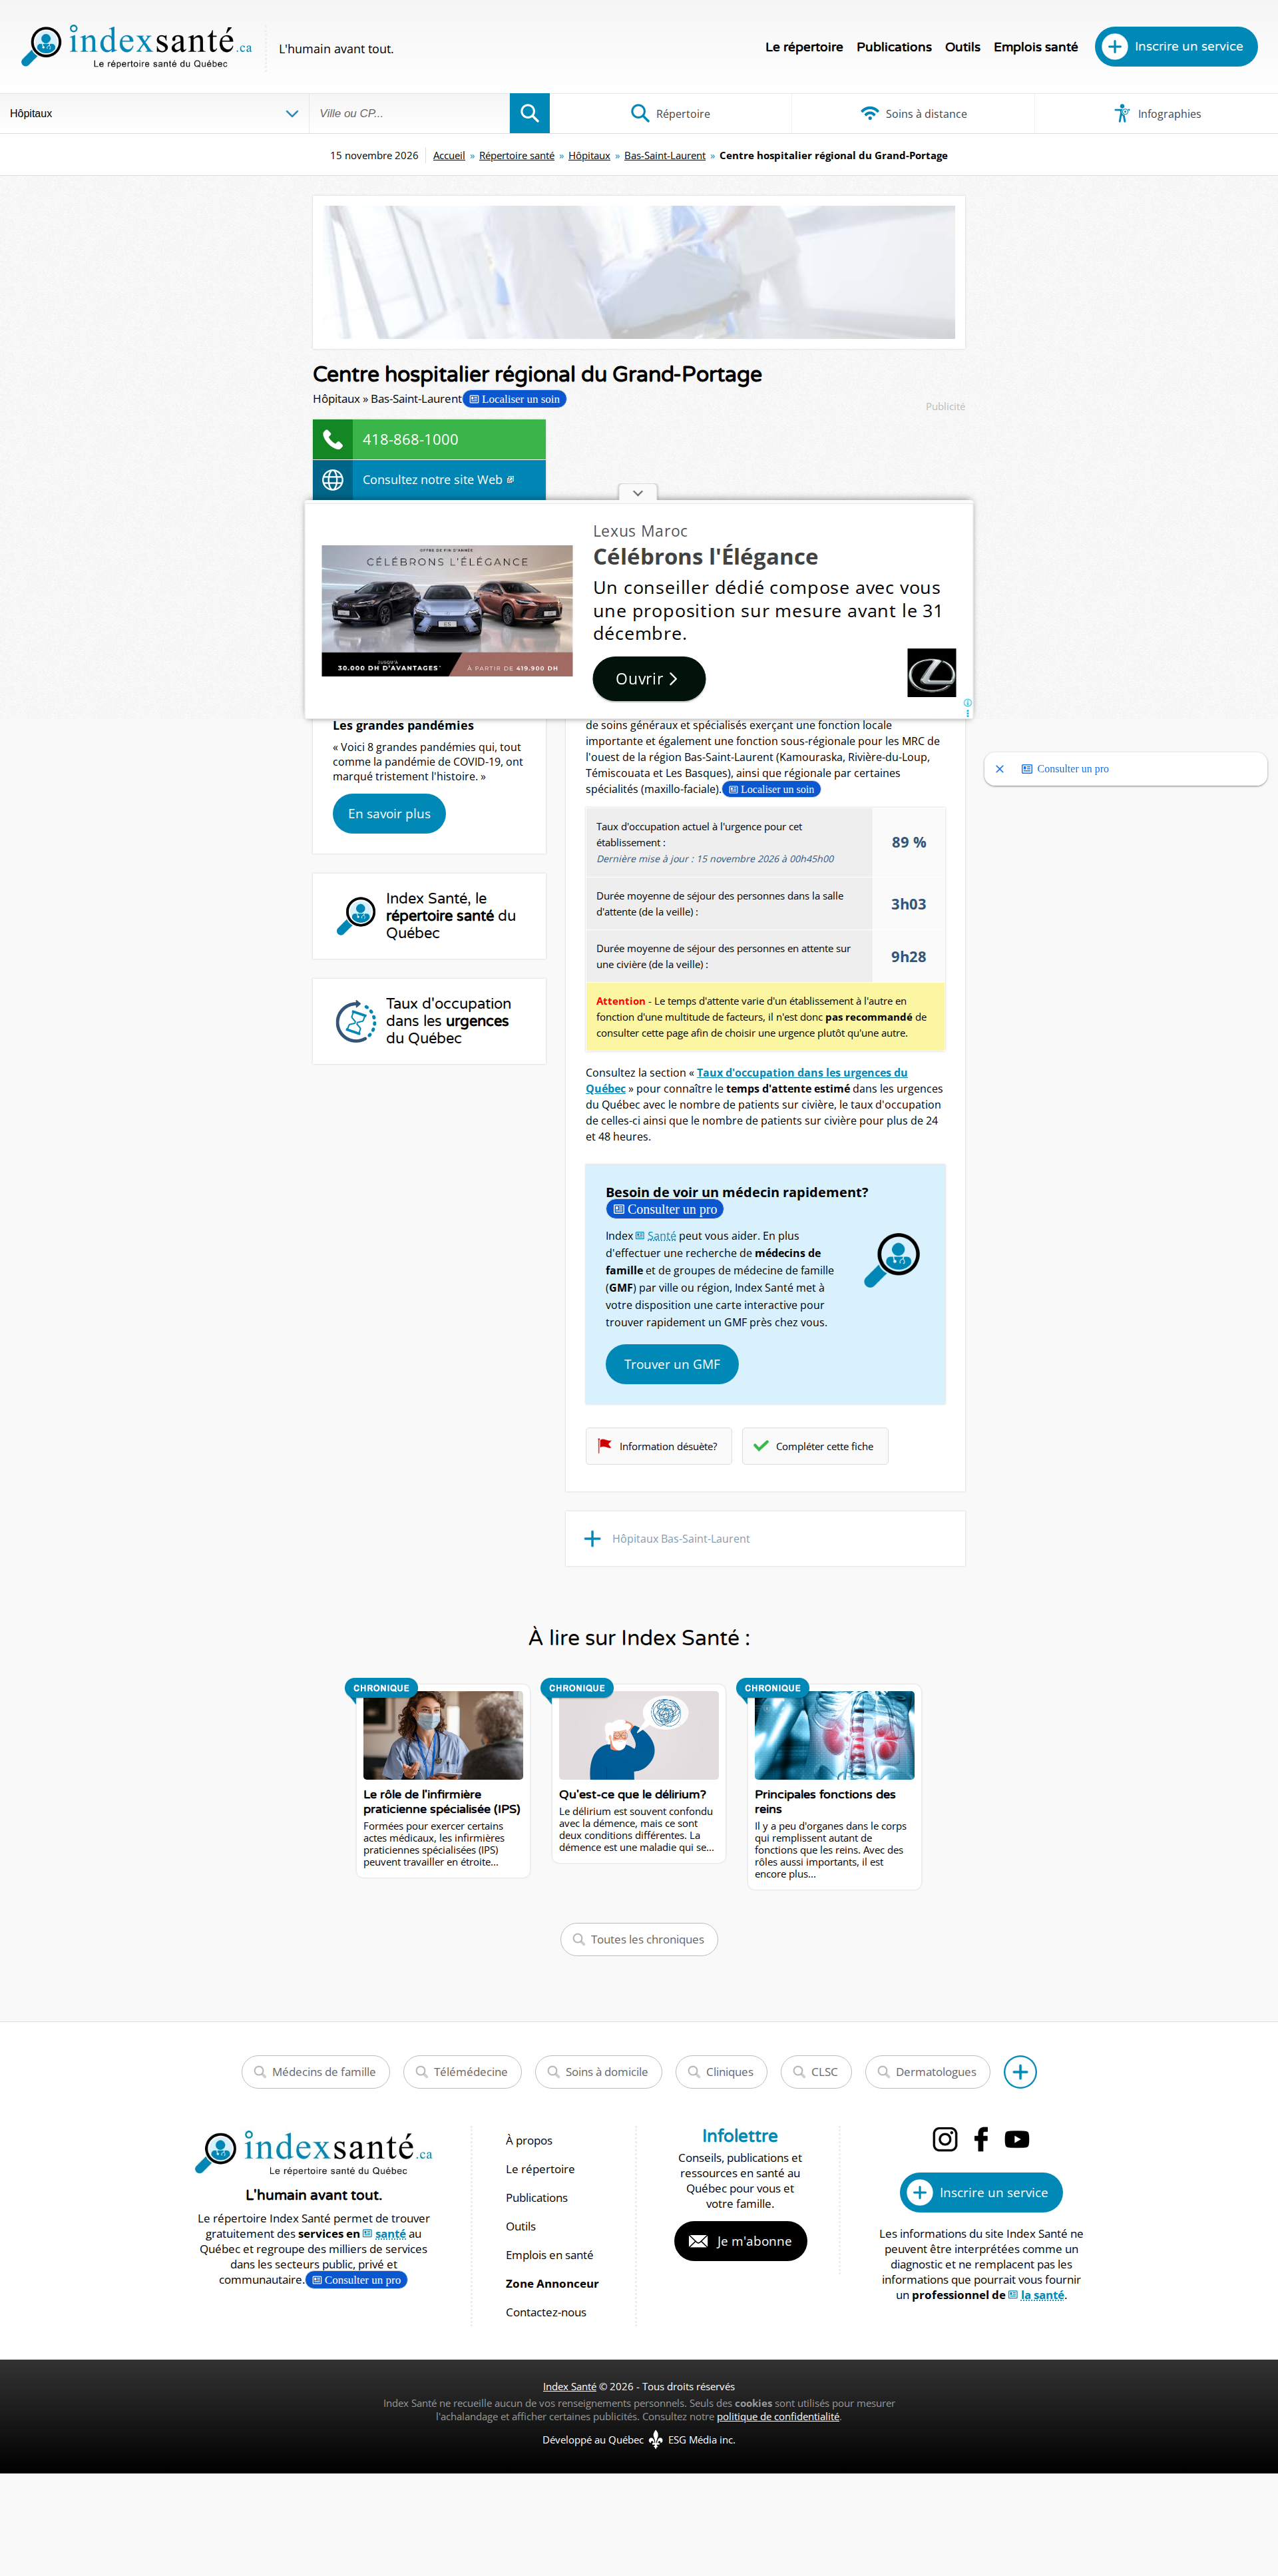 indexsanté.ca
Le répertoire santé du Québec
L'humain avant tout.
Le répertoire
Publications
Outils
Emplois santé
Inscrire un service
Hôpitaux
Ville ou CP...
Répertoire
Soins à distance
Infographies
15 novembre 2026
Accueil » Répertoire santé » Hôpitaux » Bas-Saint-Laurent » Centre hospitalier régional du Grand-Portage
Centre hospitalier régional du Grand-Portage
Hôpitaux » Bas-Saint-Laurent Localiser un soin
Publicité
418-868-1000
Consultez notre site Web
OFFRE DE FIN D'ANNÉE
CÉLÉBRONS L'ÉLÉGANCE
JUSQU'À
30.000 DH D'AVANTAGES*
À PARTIR DE 419.900 DH
Lexus Maroc
Célébrons l'Élégance
Un conseiller dédié compose avec vous
une proposition sur mesure avant le 31
décembre.
Ouvrir
Les grandes pandémies
« Voici 8 grandes pandémies qui, tout
comme la pandémie de COVID-19, ont
marqué tristement l'histoire. »
En savoir plus
Index Santé, le
répertoire santé du
Québec
Taux d'occupation
dans les urgences
du Québec
de soins généraux et spécialisés exerçant une fonction locale
importante et également une fonction sous-régionale pour les MRC de
l'ouest de la région Bas-Saint-Laurent (Kamouraska, Rivière-du-Loup,
Témiscouata et Les Basques), ainsi que régionale par certaines
spécialités (maxillo-faciale). Localiser un soin
Consulter un pro
Taux d'occupation actuel à l'urgence pour cet
établissement :
Dernière mise à jour : 15 novembre 2026 à 00h45h00
89 %
Durée moyenne de séjour des personnes dans la salle
d'attente (de la veille) :
3h03
Durée moyenne de séjour des personnes en attente sur
une civière (de la veille) :
9h28
Attention - Le temps d'attente varie d'un établissement à l'autre en
fonction d'une multitude de facteurs, il n'est donc pas recommandé de
consulter cette page afin de choisir une urgence plutôt qu'une autre.
Consultez la section « Taux d'occupation dans les urgences du
Québec » pour connaître le temps d'attente estimé dans les urgences
du Québec avec le nombre de patients sur civière, le taux d'occupation
de celles-ci ainsi que le nombre de patients sur civière pour plus de 24
et 48 heures.
Besoin de voir un médecin rapidement?
Consulter un pro
Index Santé peut vous aider. En plus
d'effectuer une recherche de médecins de
famille et de groupes de médecine de famille
(GMF) par ville ou région, Index Santé met à
votre disposition une carte interactive pour
trouver rapidement un GMF près chez vous.
Trouver un GMF
Information désuète?
Compléter cette fiche
Hôpitaux Bas-Saint-Laurent
À lire sur Index Santé :
CHRONIQUE
Le rôle de l'infirmière
praticienne spécialisée (IPS)
Formées pour exercer certains
actes médicaux, les infirmières
praticiennes spécialisées (IPS)
peuvent travailler en étroite...
CHRONIQUE
Qu'est-ce que le délirium?
Le délirium est souvent confondu
avec la démence, mais ce sont
deux conditions différentes. La
démence est une maladie qui se...
CHRONIQUE
Principales fonctions des
reins
Il y a peu d'organes dans le corps
qui remplissent autant de
fonctions que les reins. Avec des
rôles aussi importants, il est
encore plus...
Toutes les chroniques
Médecins de famille
Télémédecine
Soins à domicile
Cliniques
CLSC
Dermatologues
indexsanté.ca
Le répertoire santé du Québec
L'humain avant tout.
Le répertoire Index Santé permet de trouver
gratuitement des services en santé au
Québec et regroupe des milliers de services
dans les secteurs public, privé et
communautaire. Consulter un pro
À propos
Le répertoire
Publications
Outils
Emplois en santé
Zone Annonceur
Contactez-nous
Infolettre
Conseils, publications et
ressources en santé au
Québec pour vous et
votre famille.
Je m'abonne
Inscrire un service
Les informations du site Index Santé ne
peuvent être interprétées comme un
diagnostic et ne remplacent pas les
informations que pourrait vous fournir
un professionnel de la santé.
Index Santé © 2026 - Tous droits réservés
Index Santé ne recueille aucun de vos renseignements personnels. Seuls des cookies sont utilisés pour mesurer
l'achalandage et afficher certaines publicités. Consultez notre politique de confidentialité.
Développé au Québec ESG Média inc.